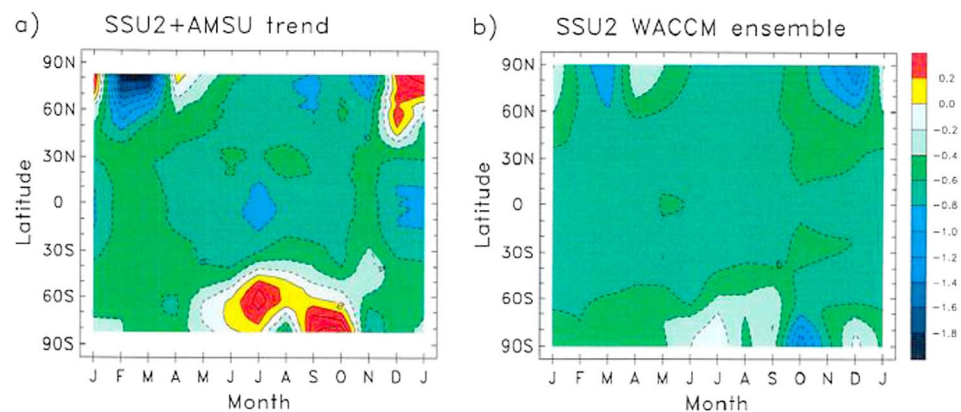 a) SSU2+AMSU trend
90N
60N
30N
0
30S
60S
90S
Latitude
J F M A M J J A S O N D J
Month
b) SSU2 WACCM ensemble
90N
60N
30N
0
30S
60S
90S
Latitude
J F M A M J J A S O N D J
Month
0.2
0.0
-0.2
-0.4
-0.6
-0.8
-1.0
-1.2
-1.4
-1.6
-1.8